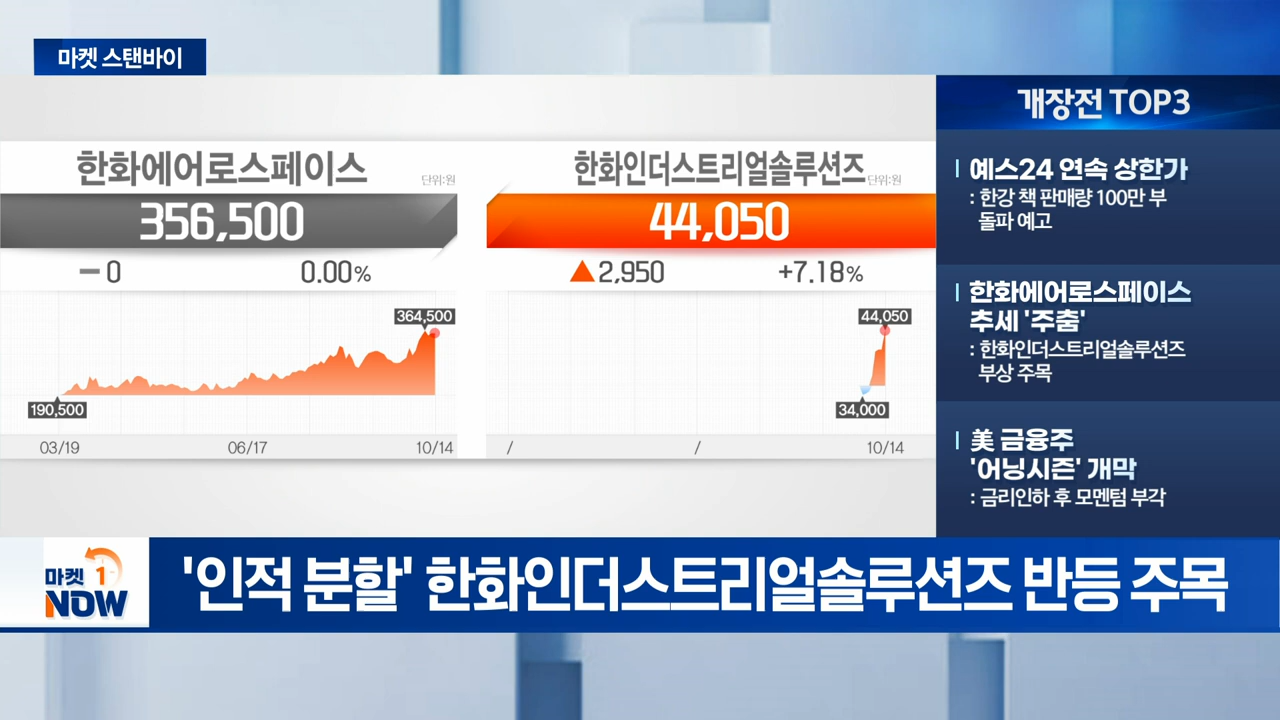 마켓 스탠바이
한화에어로스페이스
단위:원
356,500
0
0.00%
364,500
190,500
03/19
06/17
10/14
한화인더스트리얼솔루션즈
단위:원
44,050
▲2,950
+7.18%
44,050
34,000
/
/
10/14
개장전 TOP3
예스24 연속 상한가
: 한강 책 판매량 100만 부
돌파 예고
한화에어로스페이스
추세 '주춤'
: 한화인더스트리얼솔루션즈
부상 주목
美 금융주
'어닝시즌' 개막
: 금리인하 후 모멘텀 부각
마켓 1
NOW
'인적 분할' 한화인더스트리얼솔루션즈 반등 주목